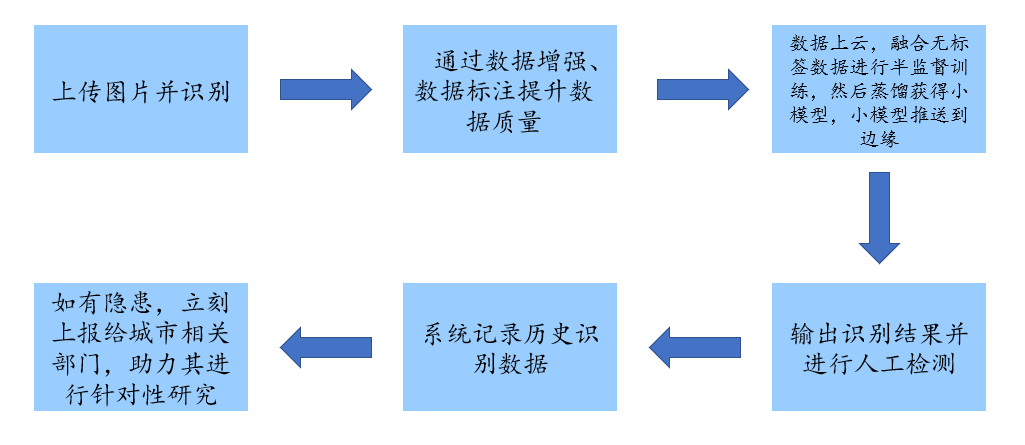 上传图片并识别
通过数据增强、
数据标注提升数
据质量
数据上云，融合无标
签数据进行半监督训
练，然后蒸馏获得小
模型，小模型推送到
边缘
输出识别结果并
进行人工检测
系统记录历史识
别数据
如有隐患，立刻
上报给城市相关
部门，助力其进
行针对性研究